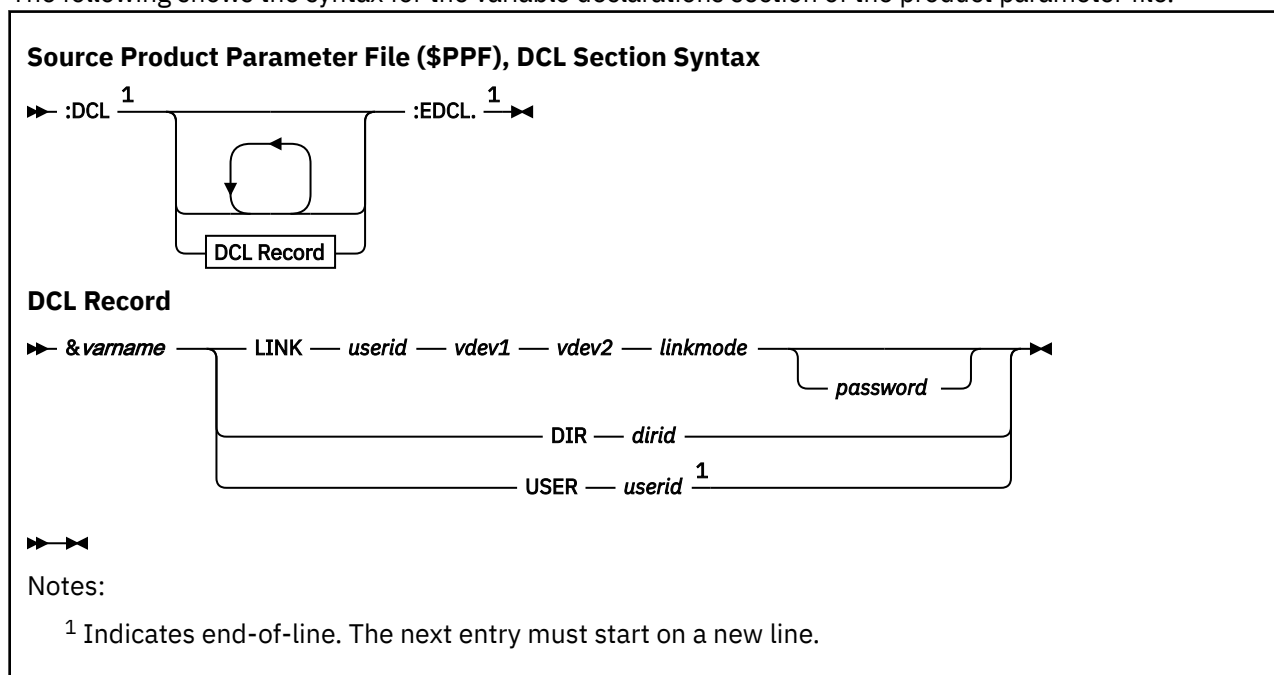 The following shows the syntax for the variable declarations section of the product parameter file.
Source Product Parameter File ($PPF), DCL Section Syntax
:DCL 1 :EDCL. 1
DCL Record
DCL Record
&varname LINK userid vdev1 vdev2 linkmode
password
DIR dirid
USER userid 1
Notes:
1 Indicates end-of-line. The next entry must start on a new line.